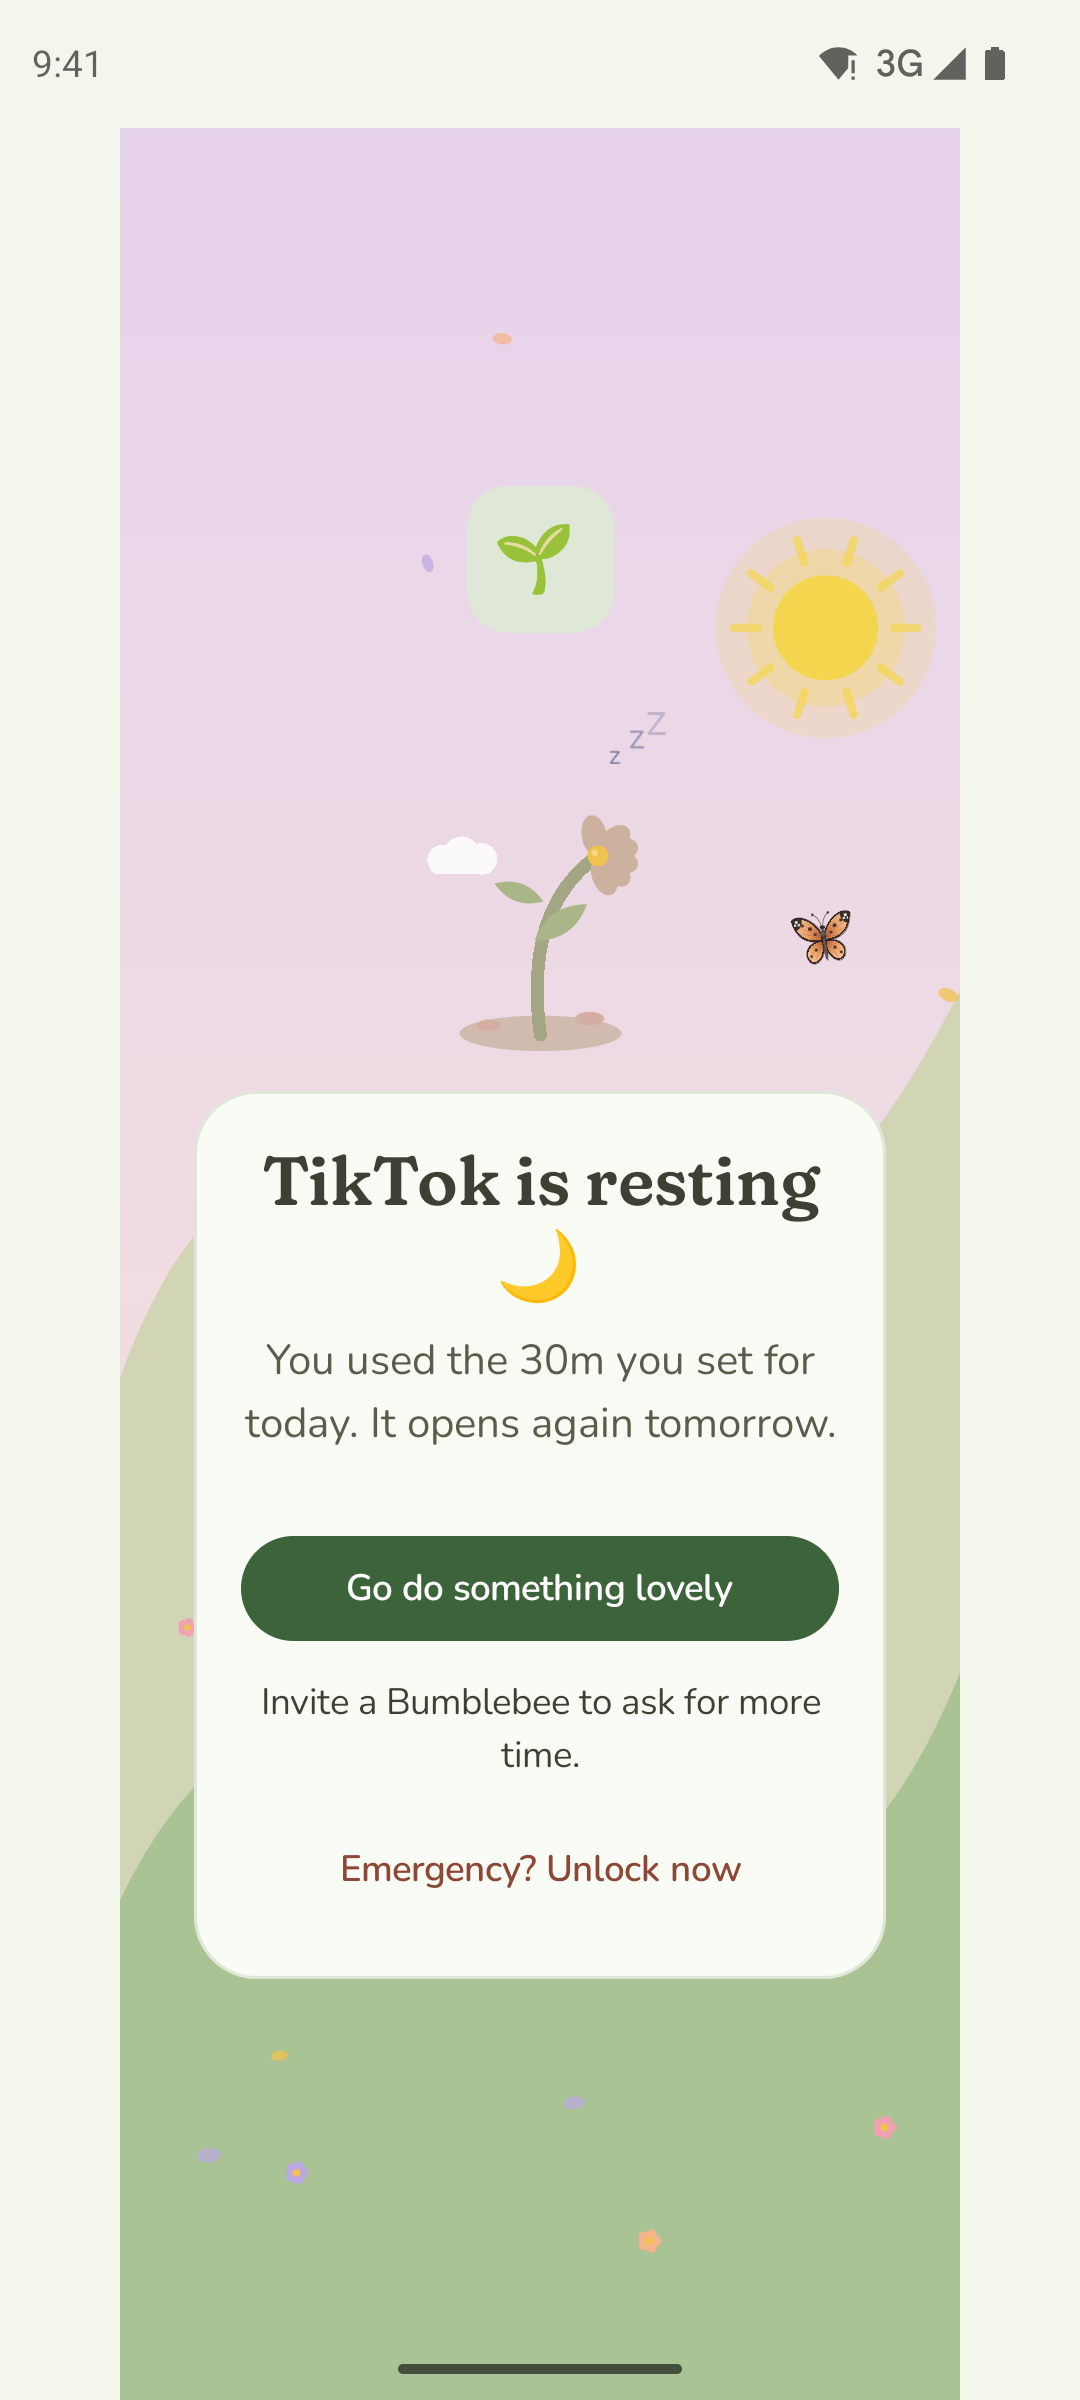 9:41
3G
z z Z
TikTok is resting
🌙
You used the 30m you set for
today. It opens again tomorrow.
Go do something lovely
Invite a Bumblebee to ask for more
time.
Emergency? Unlock now